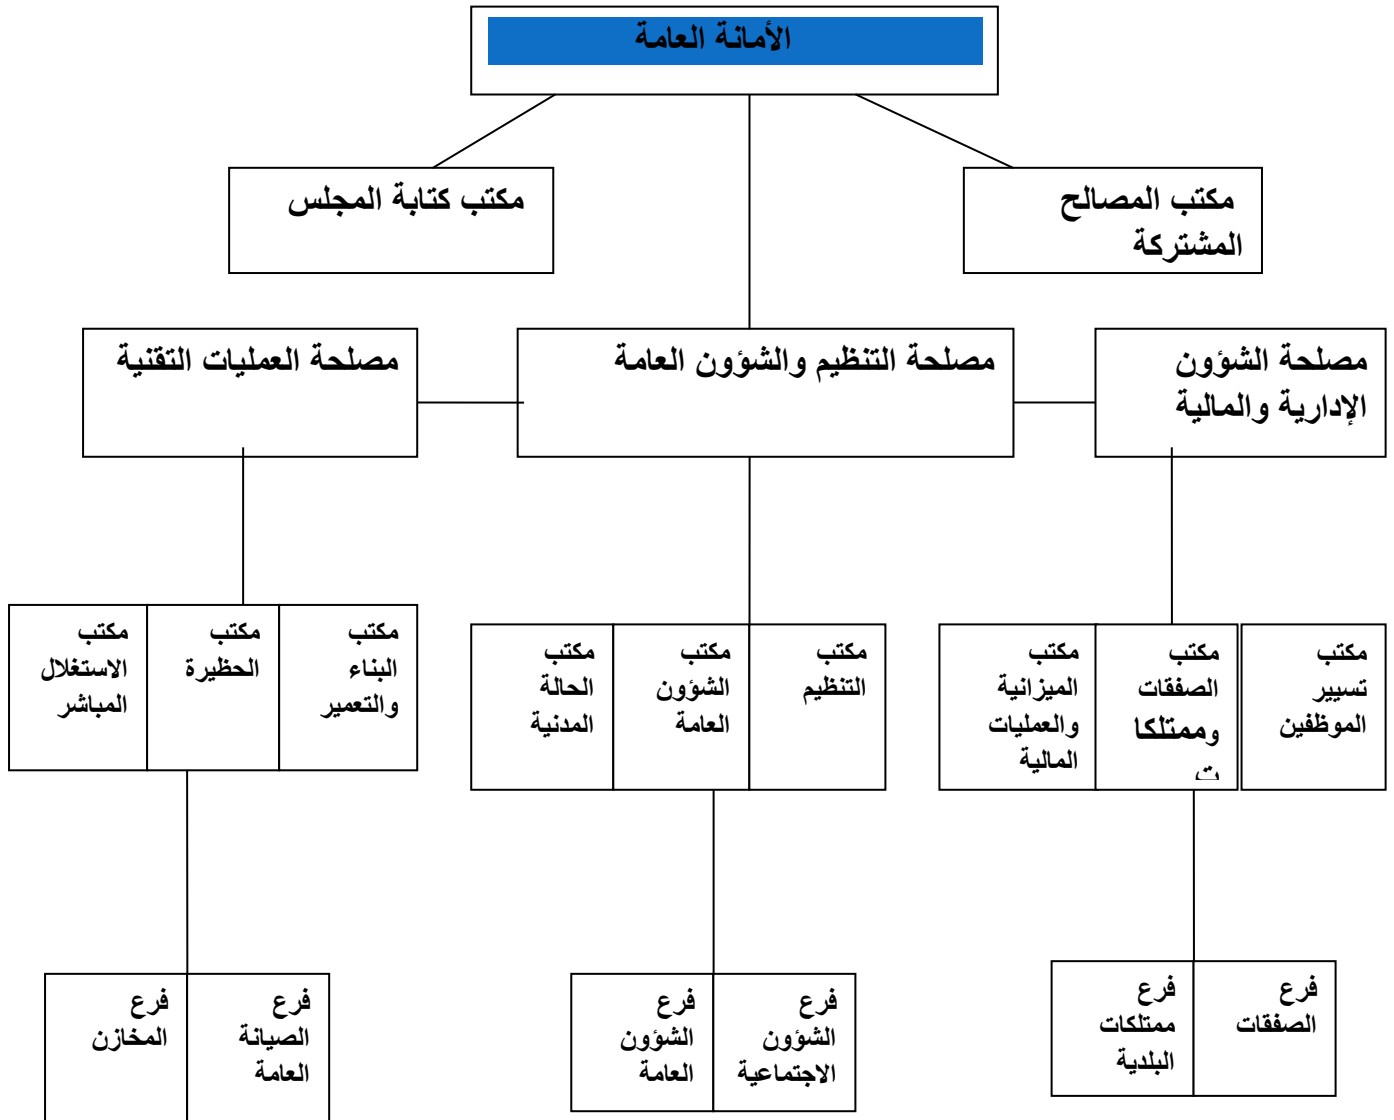 الأمانة العامة
مكتب المصالح
المشتركة
مكتب كتابة المجلس
مصلحة الشؤون
الإدارية والمالية
مصلحة التنظيم والشؤون العامة
مصلحة العمليات التقنية
مكتب
تسيير
الموظفين
مكتب
الصفقات
وممتلكا
ت
مكتب
الميزانية
والعمليات
المالية
مكتب
التنظيم
مكتب
الشؤون
العامة
مكتب
الحالة
المدنية
مكتب
البناء
والتعمير
مكتب
الحظيرة
مكتب
الاستغلال
المباشر
فرع
الصفقات
فرع
ممتلكات
البلدية
فرع
الشؤون
الاجتماعية
فرع
الشؤون
العامة
فرع
الصيانة
العامة
فرع
المخازن